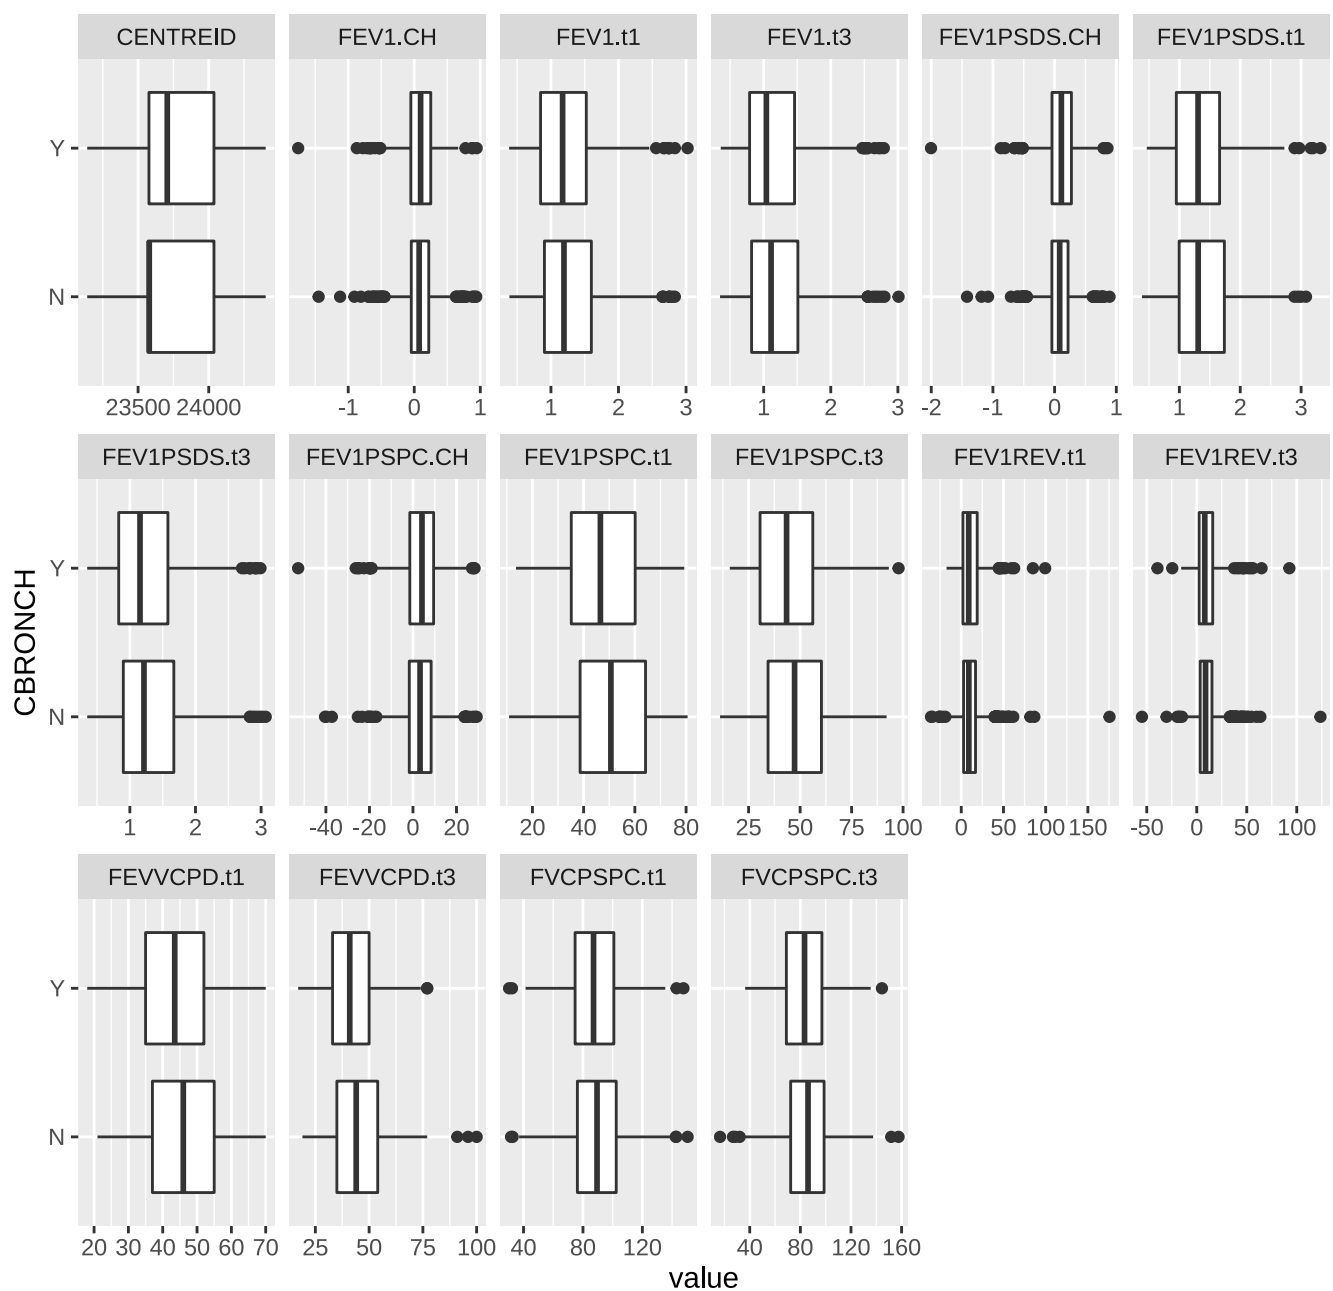 CENTREID FEV1.CH FEV1.t1 FEV1.t3 FEV1PSDS.CH FEV1PSDS.t1
Y
N
23500 24000 -1 0 1 1 2 3 1 2 3 -2 -1 0 1 1 2 3
FEV1PSDS.t3 FEV1PSPC.CH FEV1PSPC.t1 FEV1PSPC.t3 FEV1REV.t1 FEV1REV.t3
Y
CBRONCH
N
1 2 3 -40 -20 0 20 20 40 60 80 25 50 75 100 0 50 100 150 -50 0 50 100
FEVVCPD.t1 FEVVCPD.t3 FVCPSPC.t1 FVCPSPC.t3
Y
N
20 30 40 50 60 70 25 50 75 100 40 80 120 40 80 120 160
value